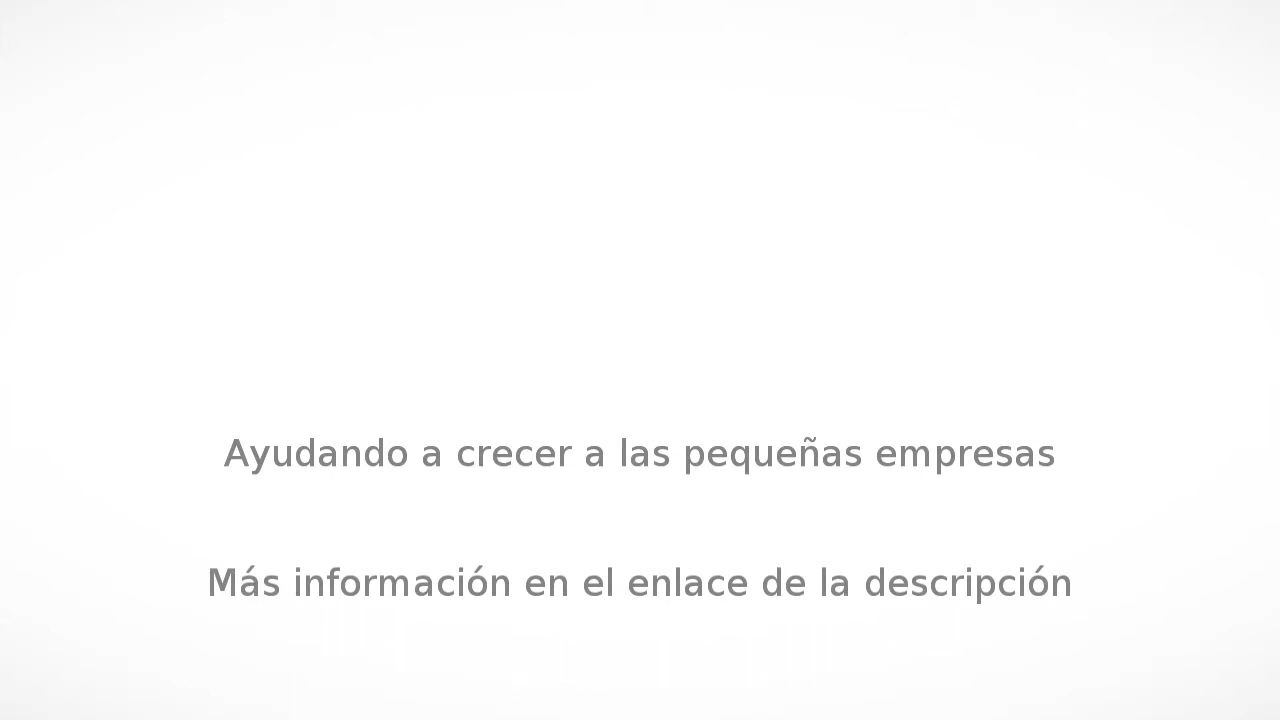 Ayudando a crecer a las pequeñas empresas
Más información en el enlace de la descripción